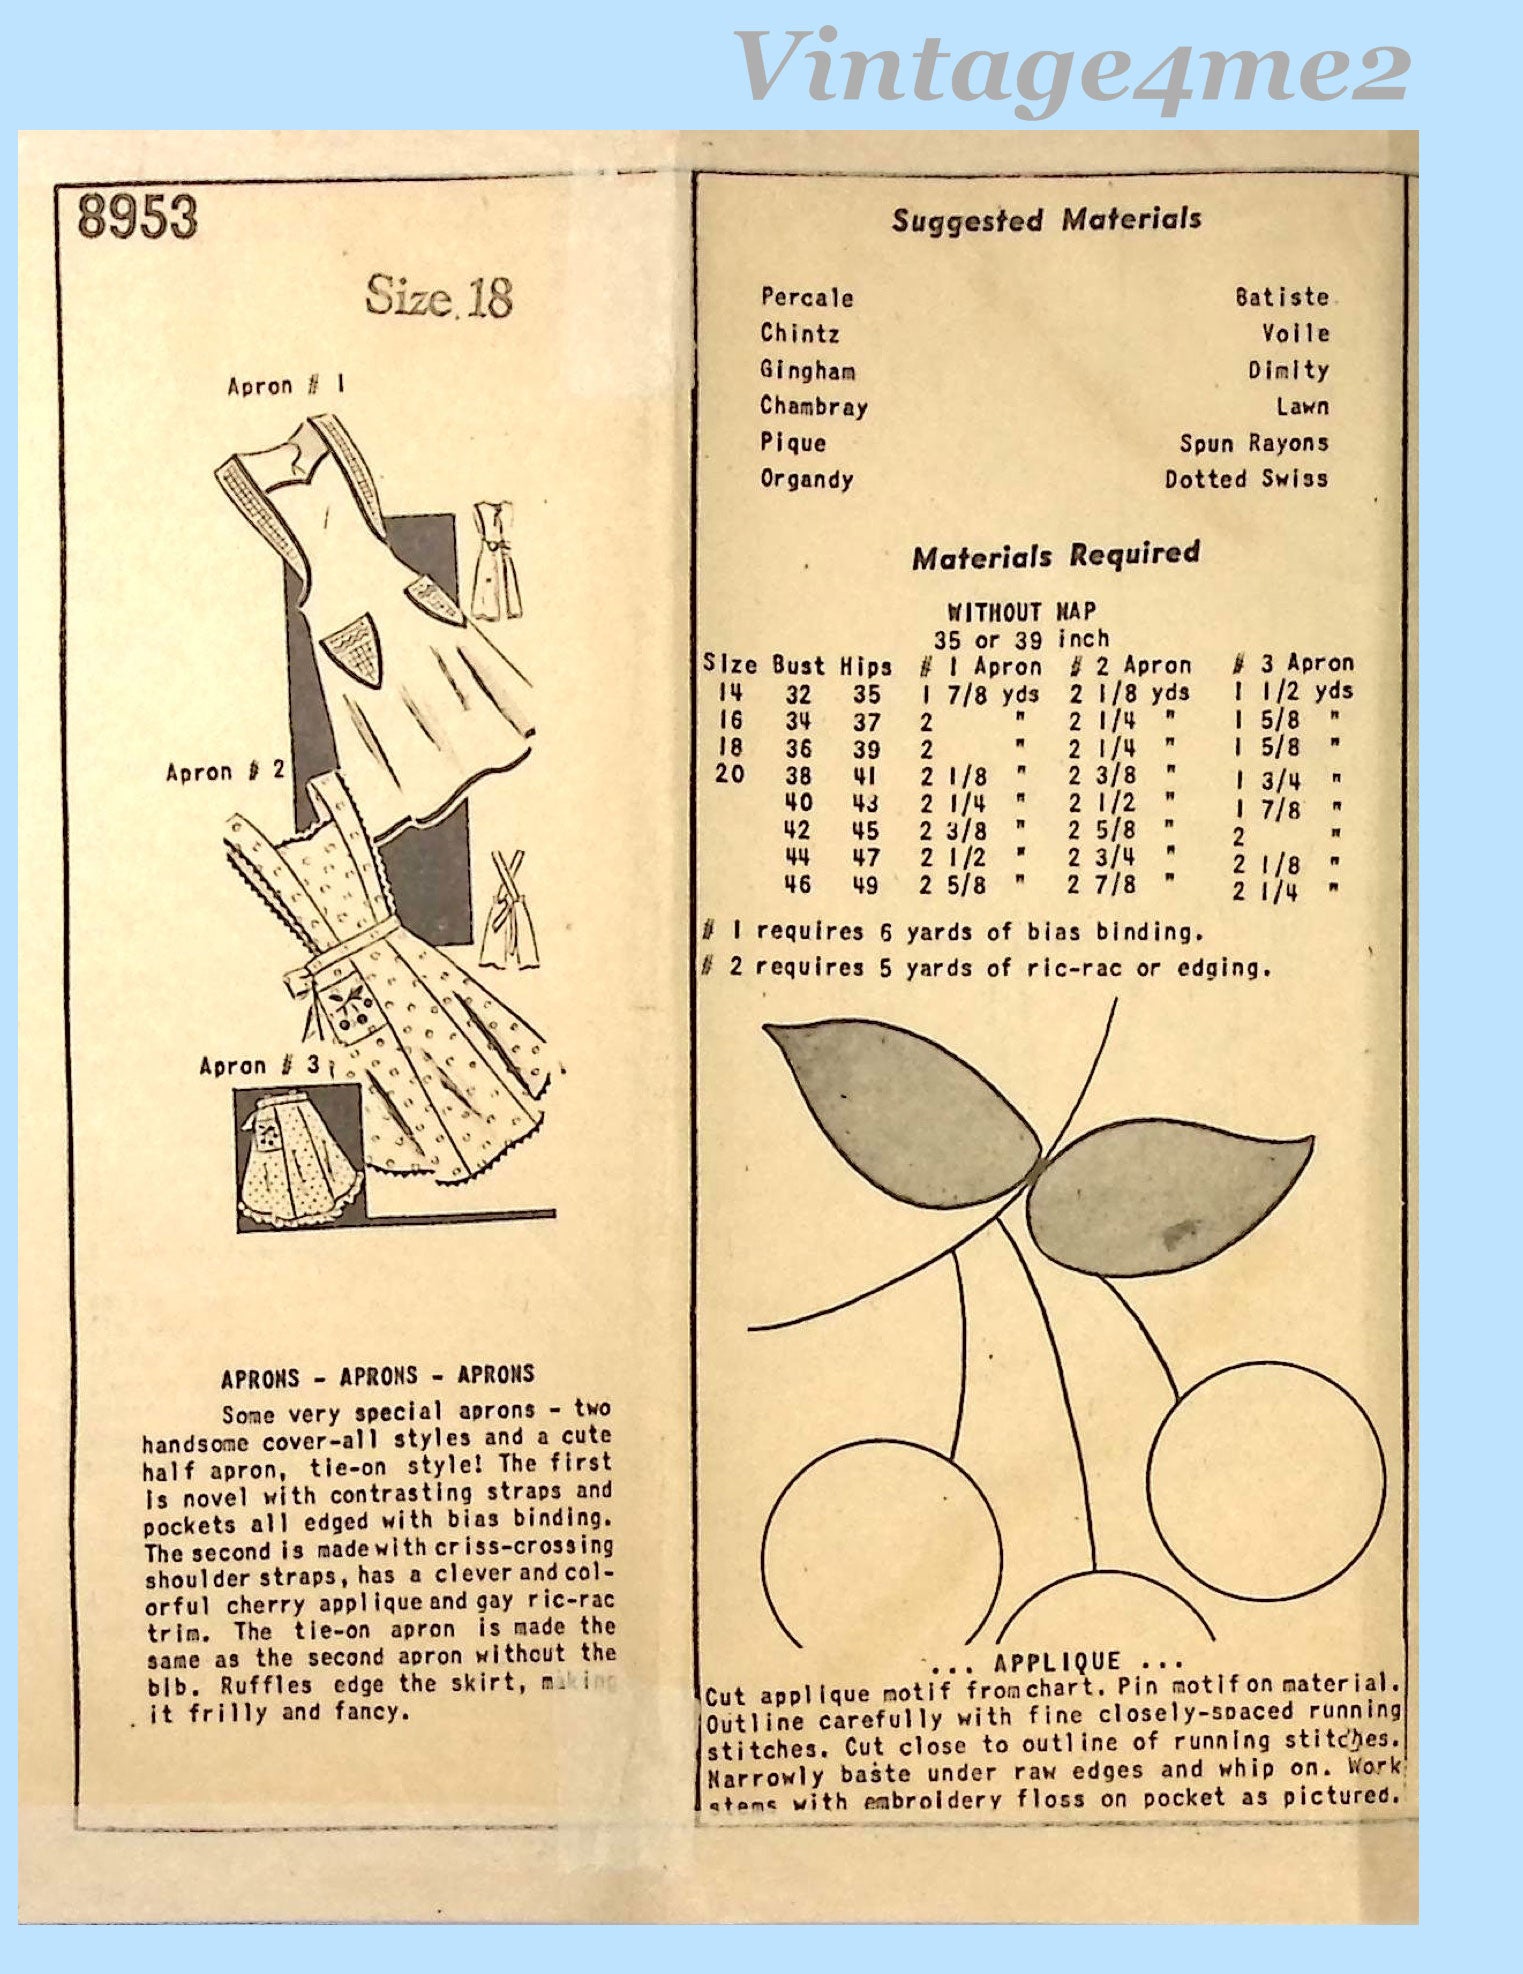 Vintage4me2
8953
Size 18
Apron # 1
Apron # 2
Apron # 3
APRONS - APRONS - APRONS
Some very special aprons - two
handsome cover-all styles and a cute
half apron, tie-on style! The first
is novel with contrasting straps and
pockets all edged with bias binding.
The second is made with criss-crossing
shoulder straps, has a clever and col-
orful cherry applique and gay ric-rac
trim. The tie-on apron is made the
same as the second apron without the
bib. Ruffles edge the skirt, making
it frilly and fancy.
Suggested Materials
Percale Batiste
Chintz Voile
Gingham Dimity
Chambray Lawn
Pique Spun Rayons
Organdy Dotted Swiss
Materials Required
WITHOUT NAP
35 or 39 inch
Size Bust Hips # 1 Apron # 2 Apron # 3 Apron
14 32 35 1 7/8 yds 2 1/8 yds 1 1/2 yds
16 34 37 2 " 2 1/4 " 1 5/8 "
18 36 39 2 " 2 1/4 " 1 5/8 "
20 38 41 2 1/8 " 2 3/8 " 1 3/4 "
40 43 2 1/4 " 2 1/2 " 1 7/8 "
42 45 2 3/8 " 2 5/8 " 2 "
44 47 2 1/2 " 2 3/4 " 2 1/8 "
46 49 2 5/8 " 2 7/8 " 2 1/4 "
# 1 requires 6 yards of bias binding.
# 2 requires 5 yards of ric-rac or edging.
... APPLIQUE ...
Cut applique motif from chart. Pin motif on material.
Outline carefully with fine closely-spaced running
stitches. Cut close to outline of running stitches.
Narrowly baste under raw edges and whip on. Work
stems with embroidery floss on pocket as pictured.